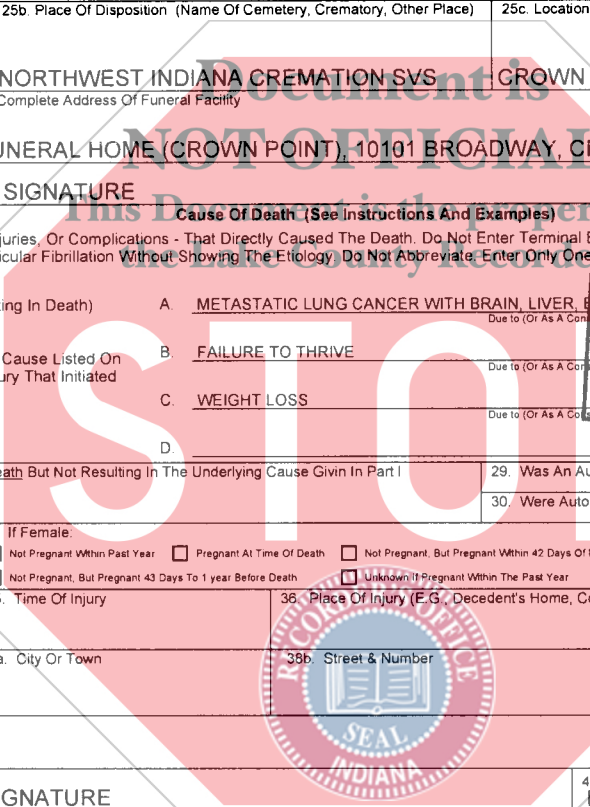 25b. Place Of Disposition (Name Of Cemetery, Crematory, Other Place) 25c. Location
Document is
NORTHWEST INDIANA CREMATION SVS CROWN
Complete Address Of Funeral Facility
NOT OFFICIAL
UNERAL HOME (CROWN POINT), 10101 BROADWAY, C
SIGNATURE
This Document is the proper
Cause Of Death (See Instructions And Examples)
juries, Or Complications - That Directly Caused The Death. Do Not Enter Terminal E
icular Fibrillation Without Showing The Etiology. Do Not Abbreviate. Enter Only One
the Lake County Recorde
ing In Death) A. METASTATIC LUNG CANCER WITH BRAIN, LIVER,
Due to (Or As A Con
Cause Listed On B. FAILURE TO THRIVE
Due to (Or As A Con
ury That Initiated
C. WEIGHT LOSS
Due to (Or As A Co
STO
D.
eath But Not Resulting In The Underlying Cause Givin In Part I 29. Was An Au
30. Were Auto
If Female:
Not Pregnant Within Past Year Pregnant At Time Of Death Not Pregnant, But Pregnant Within 42 Days Of
Not Pregnant, But Pregnant 43 Days To 1 year Before Death Unknown If Pregnant Within The Past Year
. Time Of Injury 36. Place Of Injury (E.G., Decedent's Home, Co
a. City Or Town 38b. Street & Number
RECORDER'S OFFICE
SEAL
INDIANA
GNATURE 4